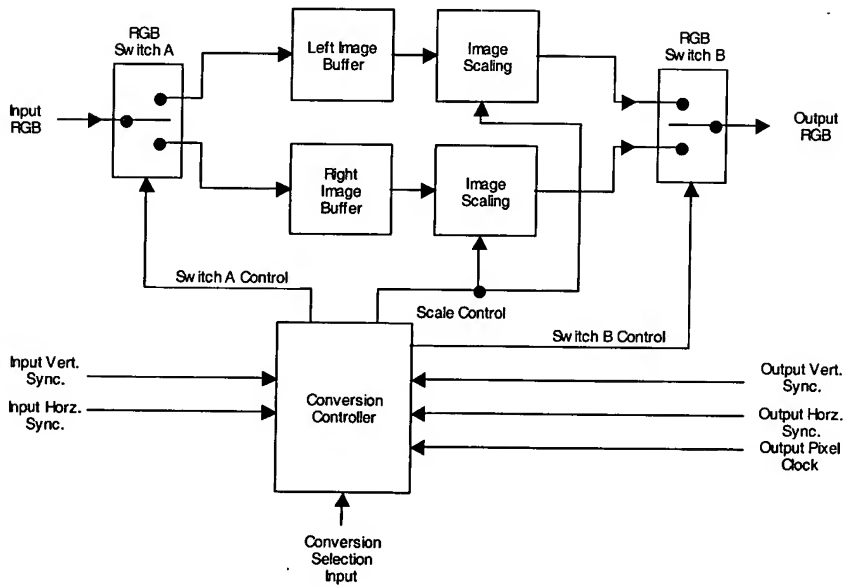 RGB
Switch A
Left Image
Buffer
Image
Scaling
RGB
Switch B
Input
RGB
Output
RGB
Right
Image
Buffer
Image
Scaling
Switch A Control
Scale Control
Switch B Control
Input Vert.
Sync.
Input Horz.
Sync.
Conversion
Controller
Output Vert.
Sync.
Output Horz.
Sync.
Output Pixel
Clock
Conversion
Selection
Input